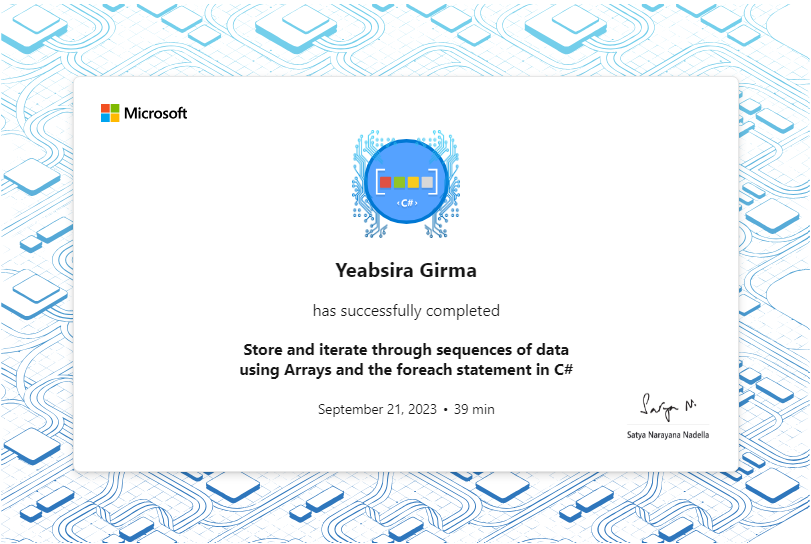 Microsoft
‹C#›
Yeabsira Girma
has successfully completed
Store and iterate through sequences of data
using Arrays and the foreach statement in C#
September 21, 2023 • 39 min
Satya N.
Satya Narayana Nadella